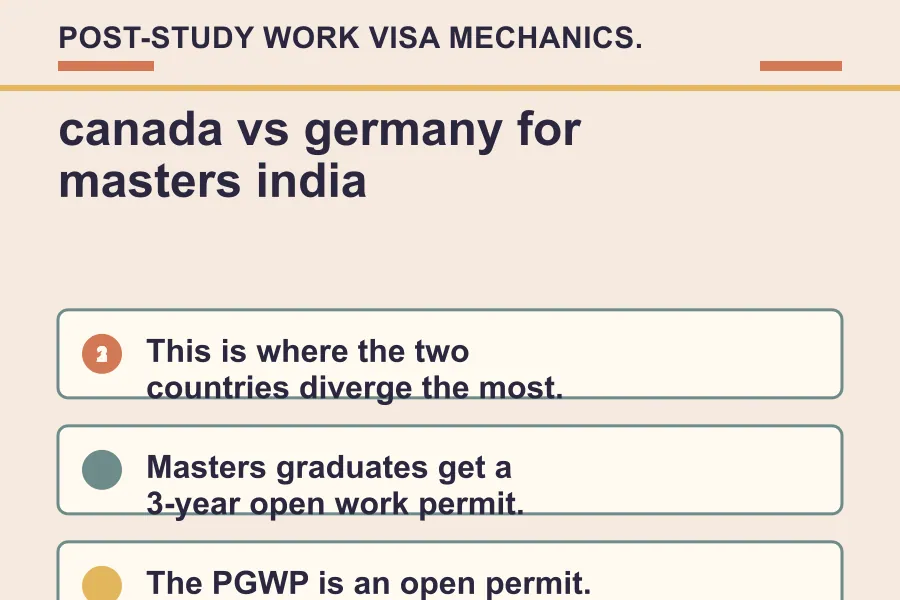 POST-STUDY WORK VISA MECHANICS.
canada vs germany for
masters india
This is where the two
countries diverge the most.
Masters graduates get a
3-year open work permit.
The PGWP is an open permit.